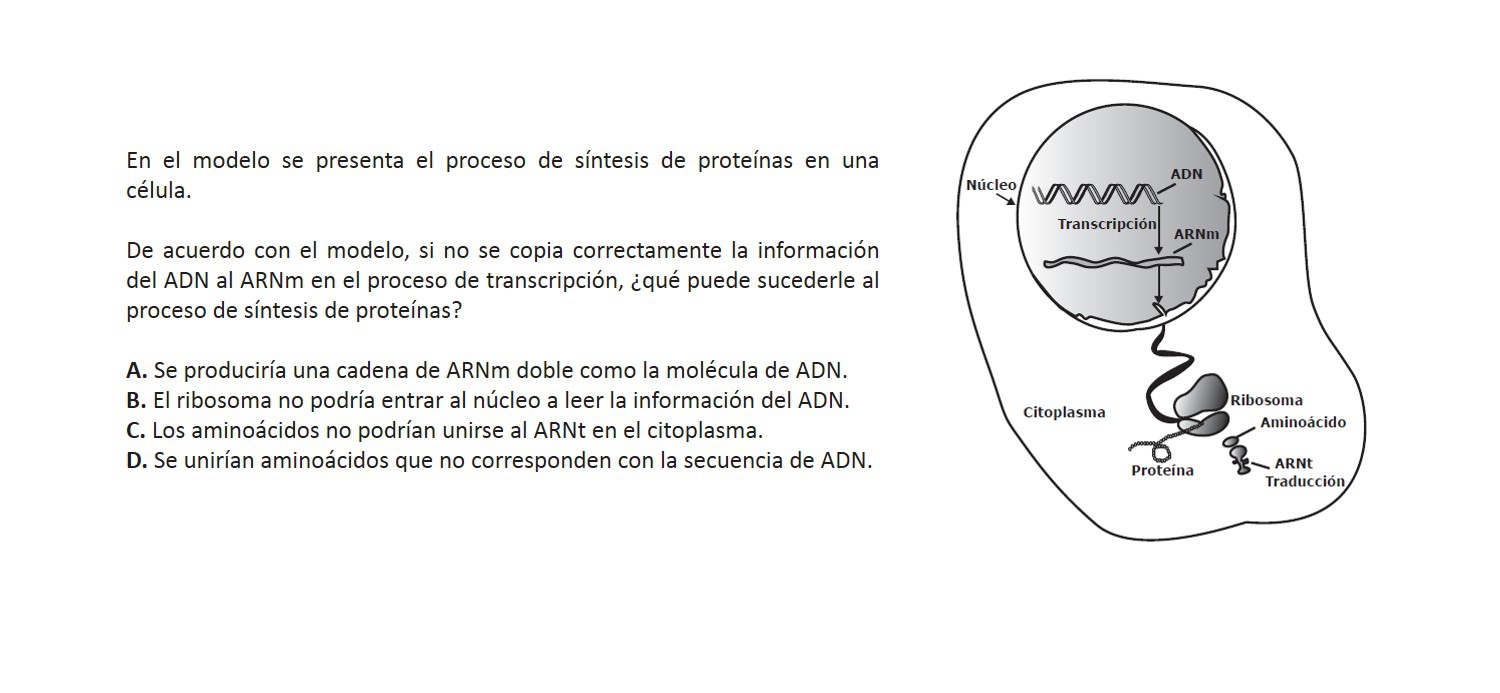 En el modelo se presenta el proceso de síntesis de proteínas en una
célula.
De acuerdo con el modelo, si no se copia correctamente la información
del ADN al ARNm en el proceso de transcripción, ¿qué puede sucederle al
proceso de síntesis de proteínas?
A. Se produciría una cadena de ARNm doble como la molécula de ADN.
B. El ribosoma no podría entrar al núcleo a leer la información del ADN.
C. Los aminoácidos no podrían unirse al ARNt en el citoplasma.
D. Se unirían aminoácidos que no corresponden con la secuencia de ADN.
Núcleo
ADN
Transcripción
ARNm
Citoplasma
Ribosoma
Aminoácido
Proteína
ARNt
Traducción